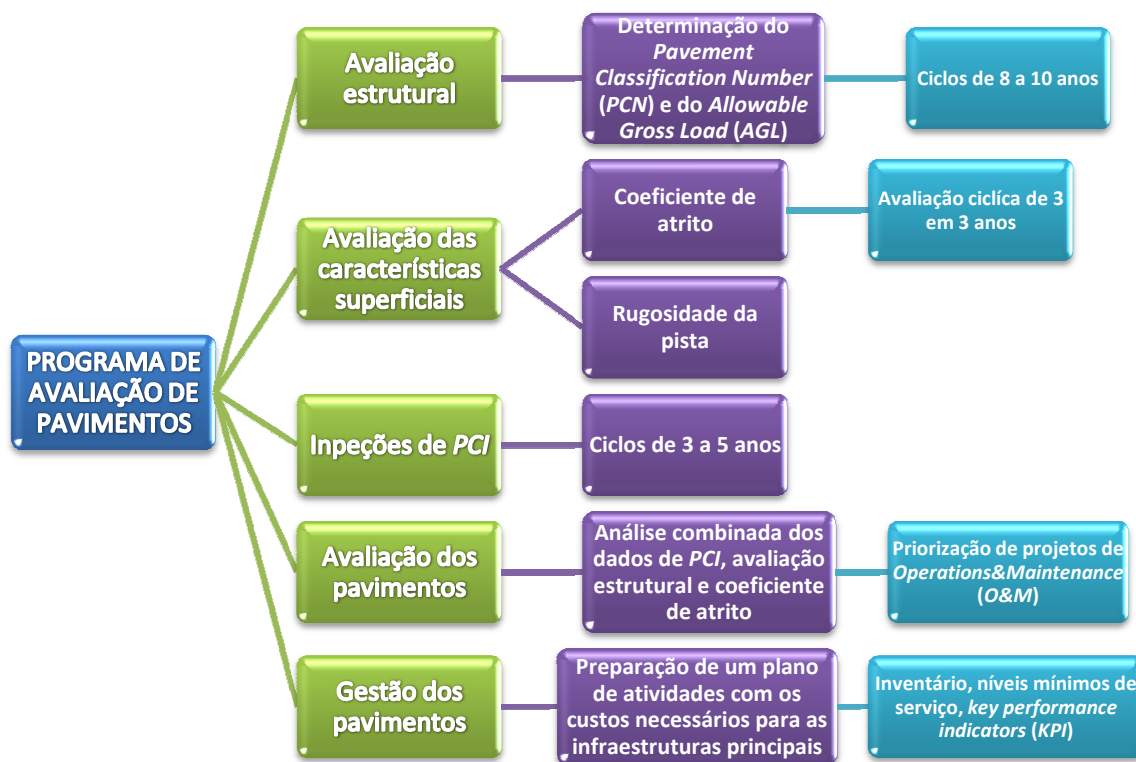 PROGRAMA DE
AVALIAÇÃO DE
PAVIMENTOS
Avaliação
estrutural
Determinação do
Pavement
Classification Number
(PCN) e do Allowable
Gross Load (AGL)
Ciclos de 8 a 10 anos
Avaliação das
característícas
superficiais
Coeficiente de
atrito
Avaliação ciclíca de 3
em 3 anos
Rugosidade da
pista
Inpeções de PCI
Ciclos de 3 a 5 anos
Avaliação dos
pavimentos
Análise combinada dos
dados de PCI, avaliação
estrutural e coeficiente
de atrito
Priorização de projetos de
Operations&Maintenance
(O&M)
Gestão dos
pavimentos
Preparação de um plano
de atividades com os
custos necessários para as
infraestruturas principais
Inventário, níveis mínimos de
serviço, key performance
indicators (KPI)